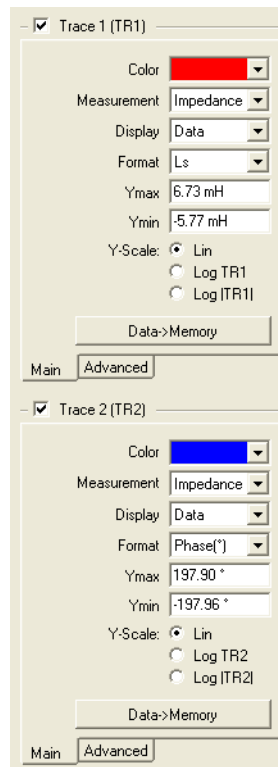 Trace 1 (TR1)
Color
Measurement Impedance
Display Data
Format Ls
Ymax 6.73 mH
Ymin -5.77 mH
Y-Scale: Lin
Log TR1
Log |TR1|
Data->Memory
Main Advanced
Trace 2 (TR2)
Color
Measurement Impedance
Display Data
Format Phase(°)
Ymax 197.90 °
Ymin -197.96 °
Y-Scale: Lin
Log TR2
Log |TR2|
Data->Memory
Main Advanced